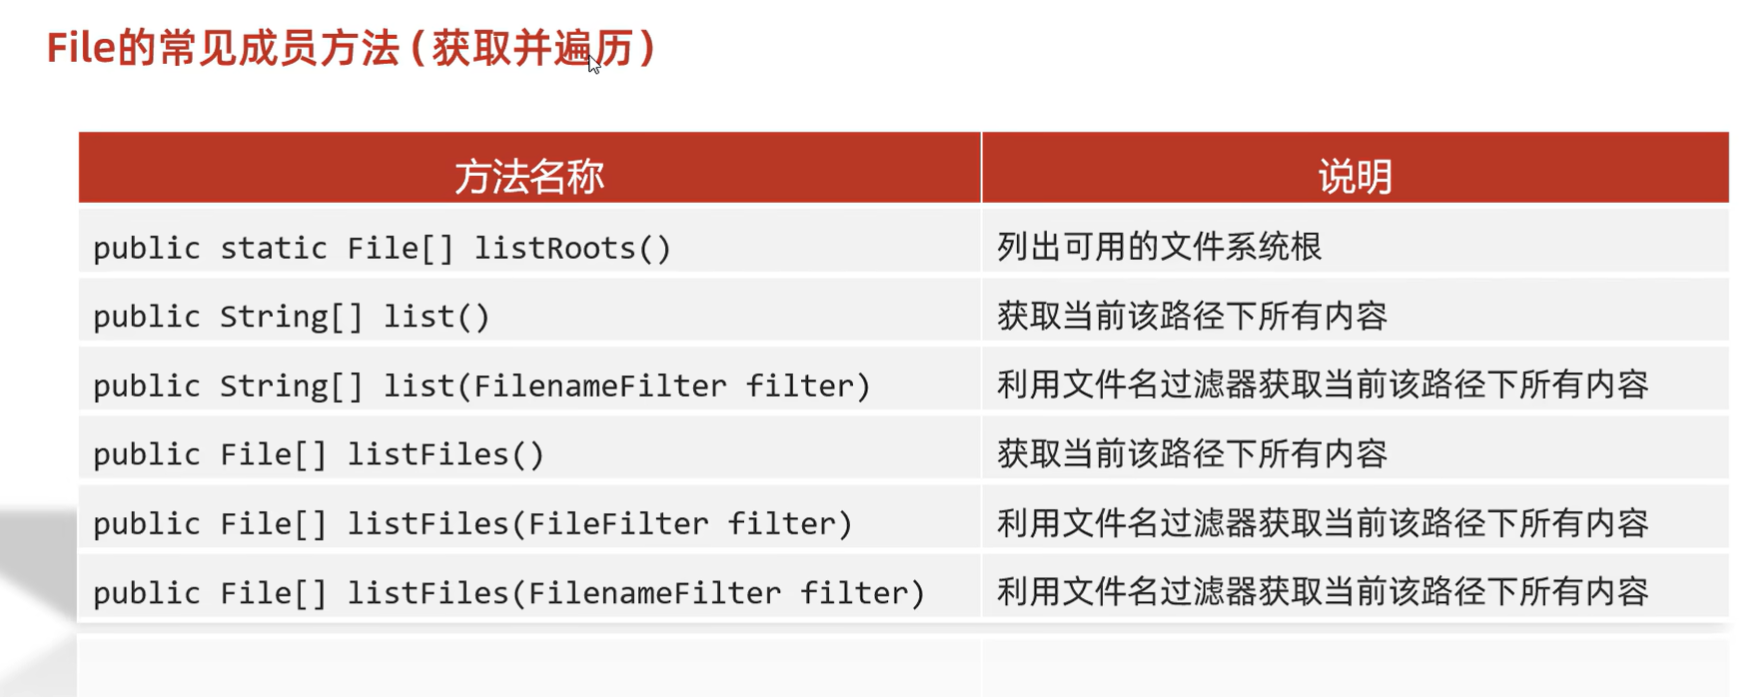 File的常见成员方法(获取并遍历)
方法名称 说明
public static File[] listRoots() 列出可用的文件系统根
public String[] list() 获取当前该路径下所有内容
public String[] list(FilenameFilter filter) 利用文件名过滤器获取当前该路径下所有内容
public File[] listFiles() 获取当前该路径下所有内容
public File[] listFiles(FileFilter filter) 利用文件名过滤器获取当前该路径下所有内容
public File[] listFiles(FilenameFilter filter) 利用文件名过滤器获取当前该路径下所有内容